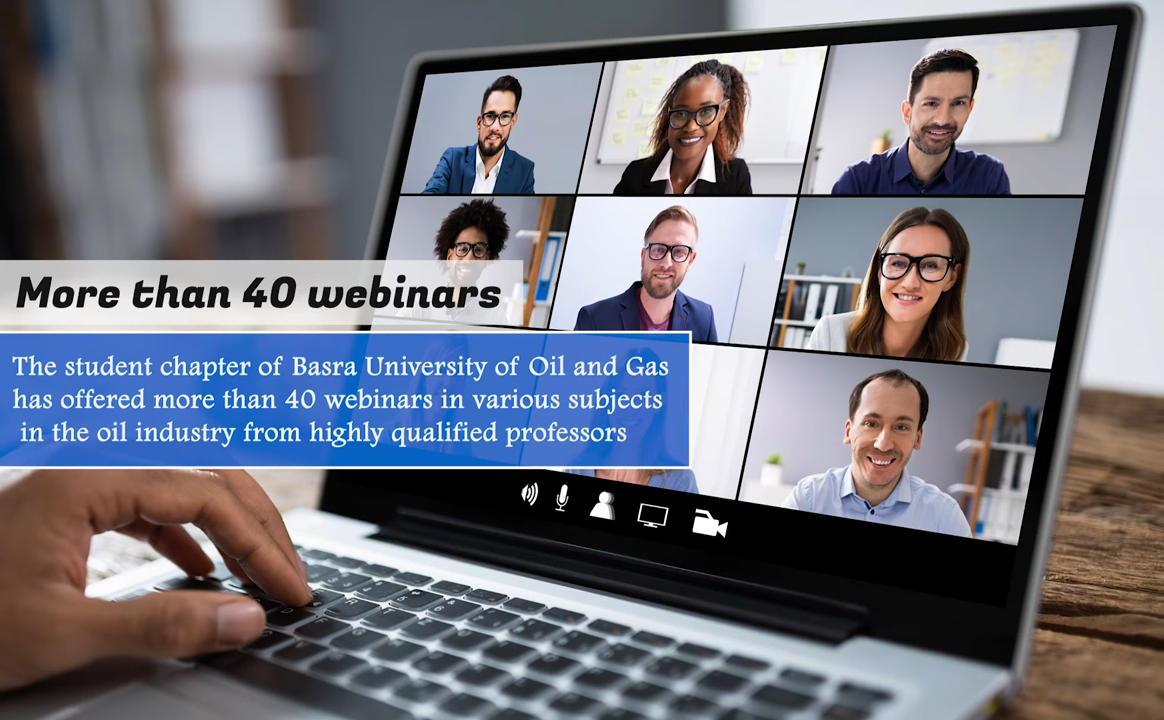 More than 40 webinars
The student chapter of Basra University of Oil and Gas
has offered more than 40 webinars in various subjects
in the oil industry from highly qualified professors